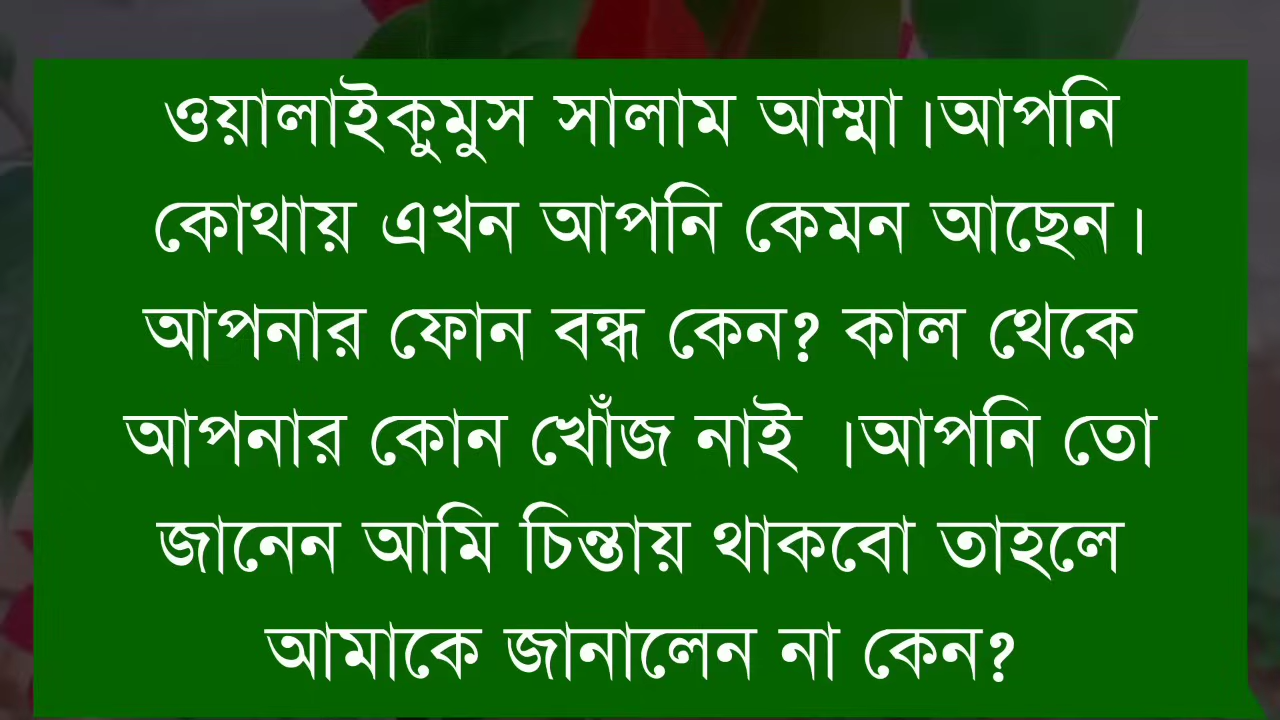 ওয়ালাইকুমুস সালাম আম্মা।আপনি
কোথায় এখন আপনি কেমন আছেন।
আপনার ফোন বন্ধ কেন? কাল থেকে
আপনার কোন খোঁজ নাই ।আপনি তো
জানেন আমি চিন্তায় থাকবো তাহলে
আমাকে জানালেন না কেন?